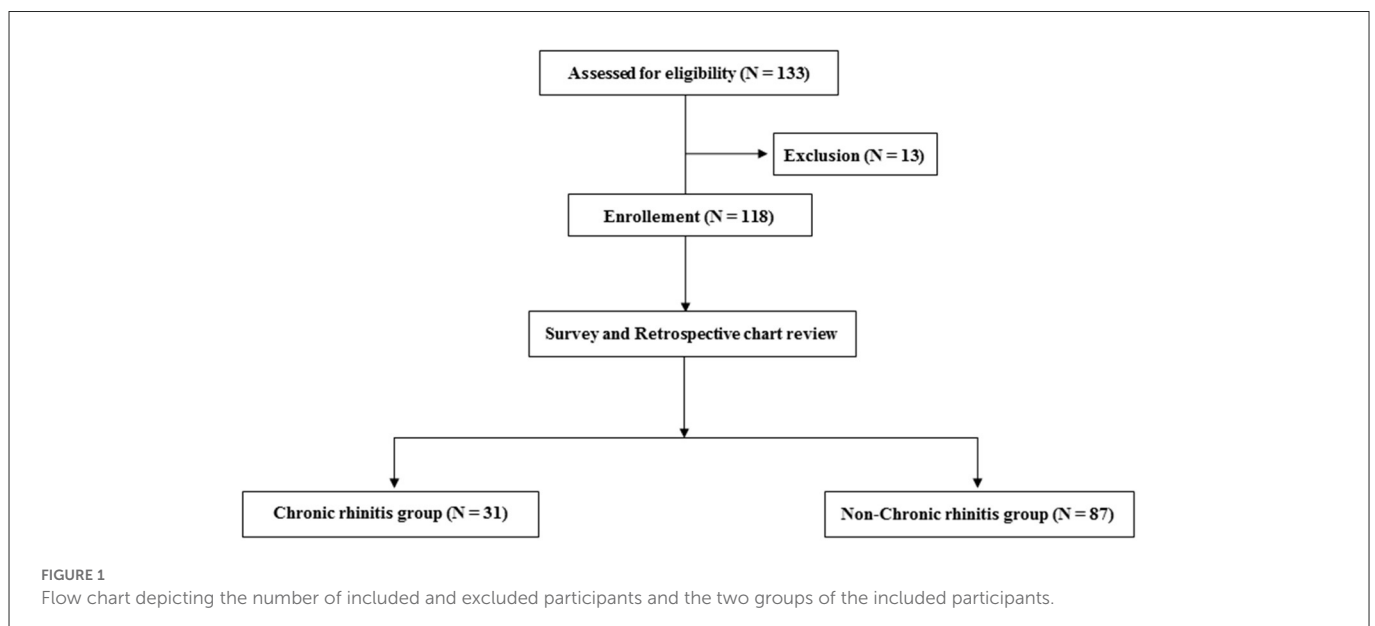 Assessed for eligibility (N = 133)
Exclusion (N = 13)
Enrollement (N = 118)
Survey and Retrospective chart review
Chronic rhinitis group (N = 31)
Non-Chronic rhinitis group (N = 87)
FIGURE 1
Flow chart depicting the number of included and excluded participants and the two groups of the included participants.